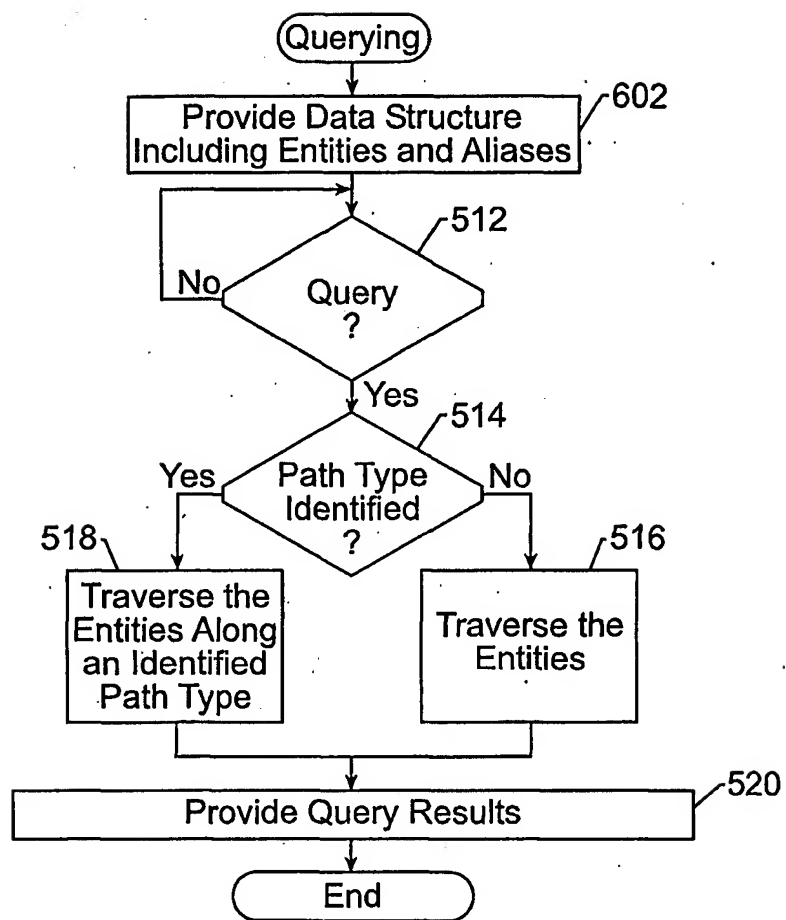 Querying
602
Provide Data Structure
Including Entities and Aliases
512
No
Query
?
Yes
514
Yes
Path Type
Identified
?
No
518
Traverse the
Entities Along
an Identified
Path Type
516
Traverse the
Entities
520
Provide Query Results
End